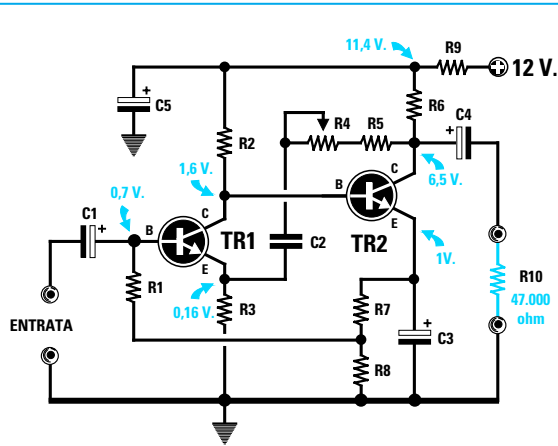 11,4 V.
R9
12 V.
C5
R2
R4
R5
R6
C4
1,6 V.
C
B
6,5 V.
0,7 V.
C1
B
C
TR1
E
C2
TR2
E
1V.
R1
0,16 V.
R3
R7
C3
R10
47.000
ohm
ENTRATA
R8
+
+
+
+